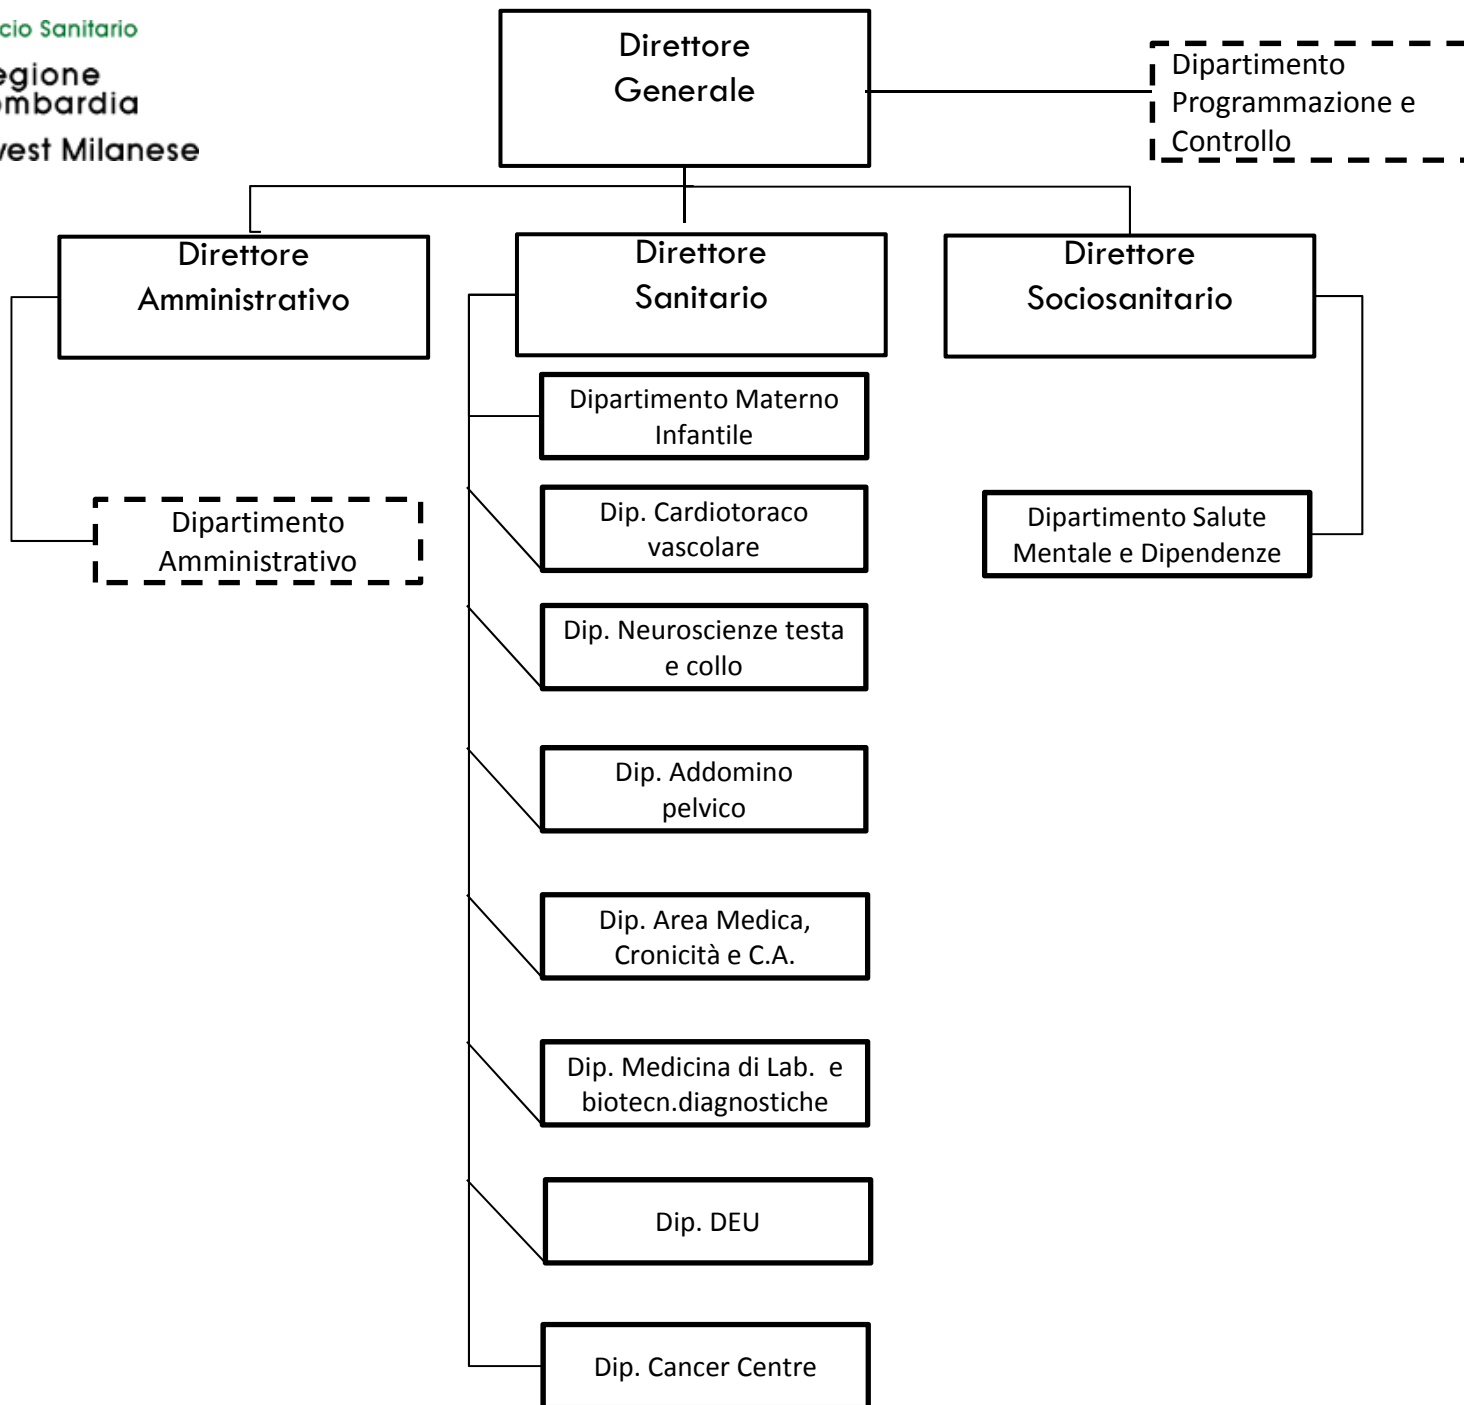 cio Sanitario
egione
ombardia
vest Milanese
Direttore
Generale
Dipartimento
Programmazione e
Controllo
Direttore
Amministrativo
Direttore
Sanitario
Direttore
Sociosanitario
Dipartimento Materno
Infantile
Dip. Cardiotoraco
vascolare
Dipartimento
Amministrativo
Dipartimento Salute
Mentale e Dipendenze
Dip. Neuroscienze testa
e collo
Dip. Addomino
pelvico
Dip. Area Medica,
Cronicità e C.A.
Dip. Medicina di Lab.  e
biotecn.diagnostiche
Dip. DEU
Dip. Cancer Centre